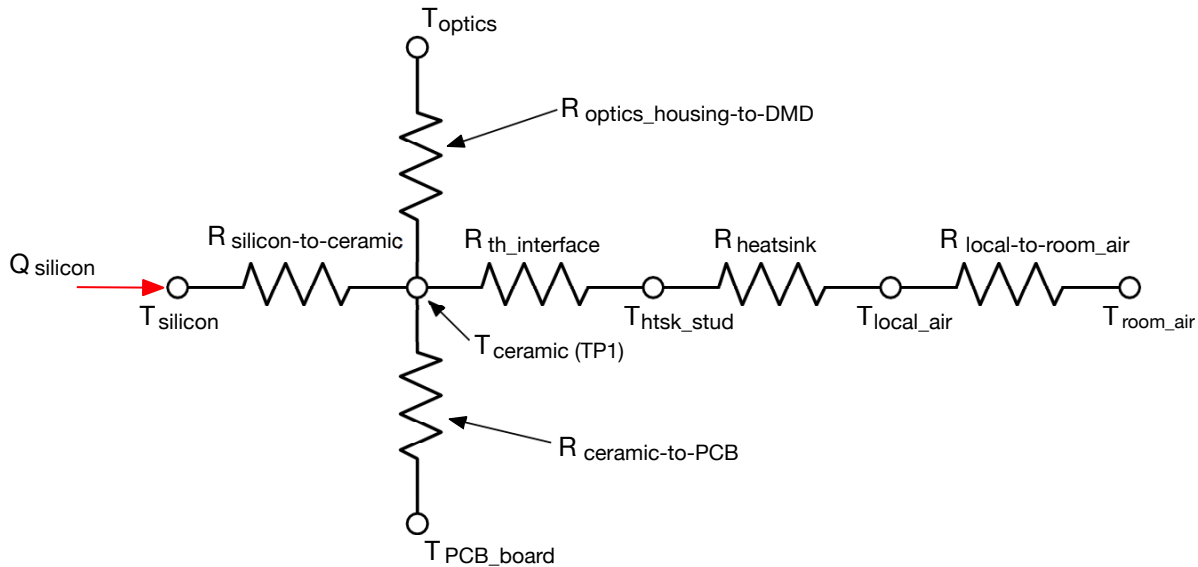 T optics
R optics_housing-to-DMD
R silicon-to-ceramic
R th_interface
R heatsink
R local-to-room_air
Q silicon
T silicon
T htsk_stud
T local_air
T room_air
T ceramic (TP1)
R ceramic-to-PCB
T PCB_board